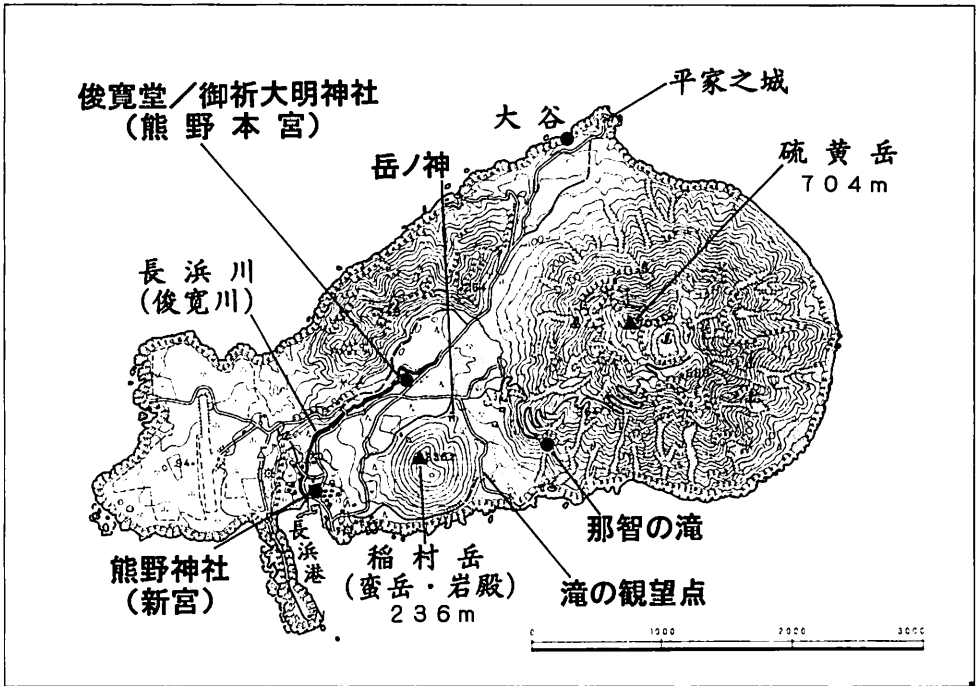 平家之城
大谷
俊寛堂／御祈大明神社
（熊野本宮）
岳ノ神
硫黄岳
７０４ｍ
長浜川
（俊寛川）
那智の滝
熊野神社
（新宮）
長浜港
稲村岳
（蛮岳・岩殿）
２３６ｍ
滝の観望点
0 1000 2000 3000